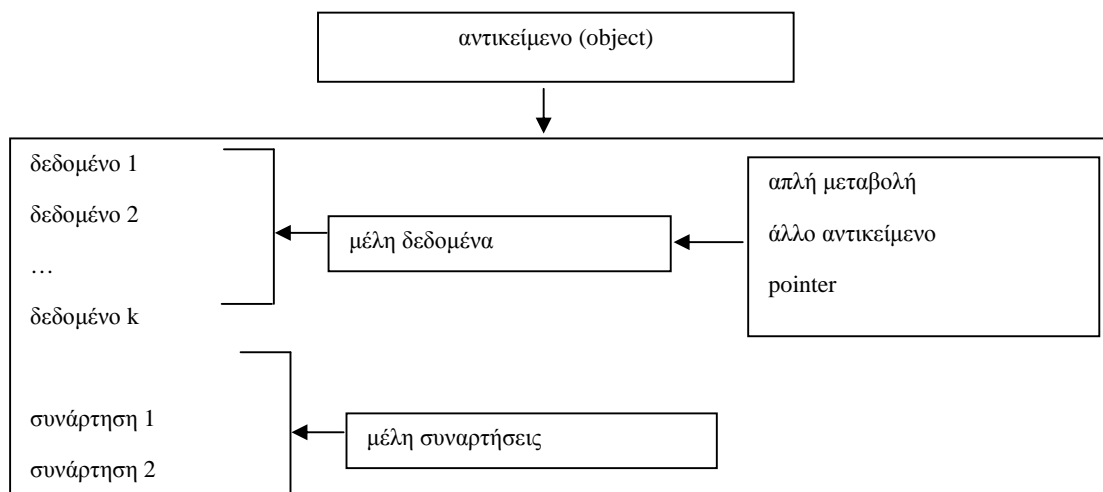 αντικείμενο (object)
δεδομένο 1
δεδομένο 2
…
δεδομένο k
μέλη δεδομένα
απλή μεταβολή
άλλο αντικείμενο
pointer
συνάρτηση 1
συνάρτηση 2
μέλη συναρτήσεις